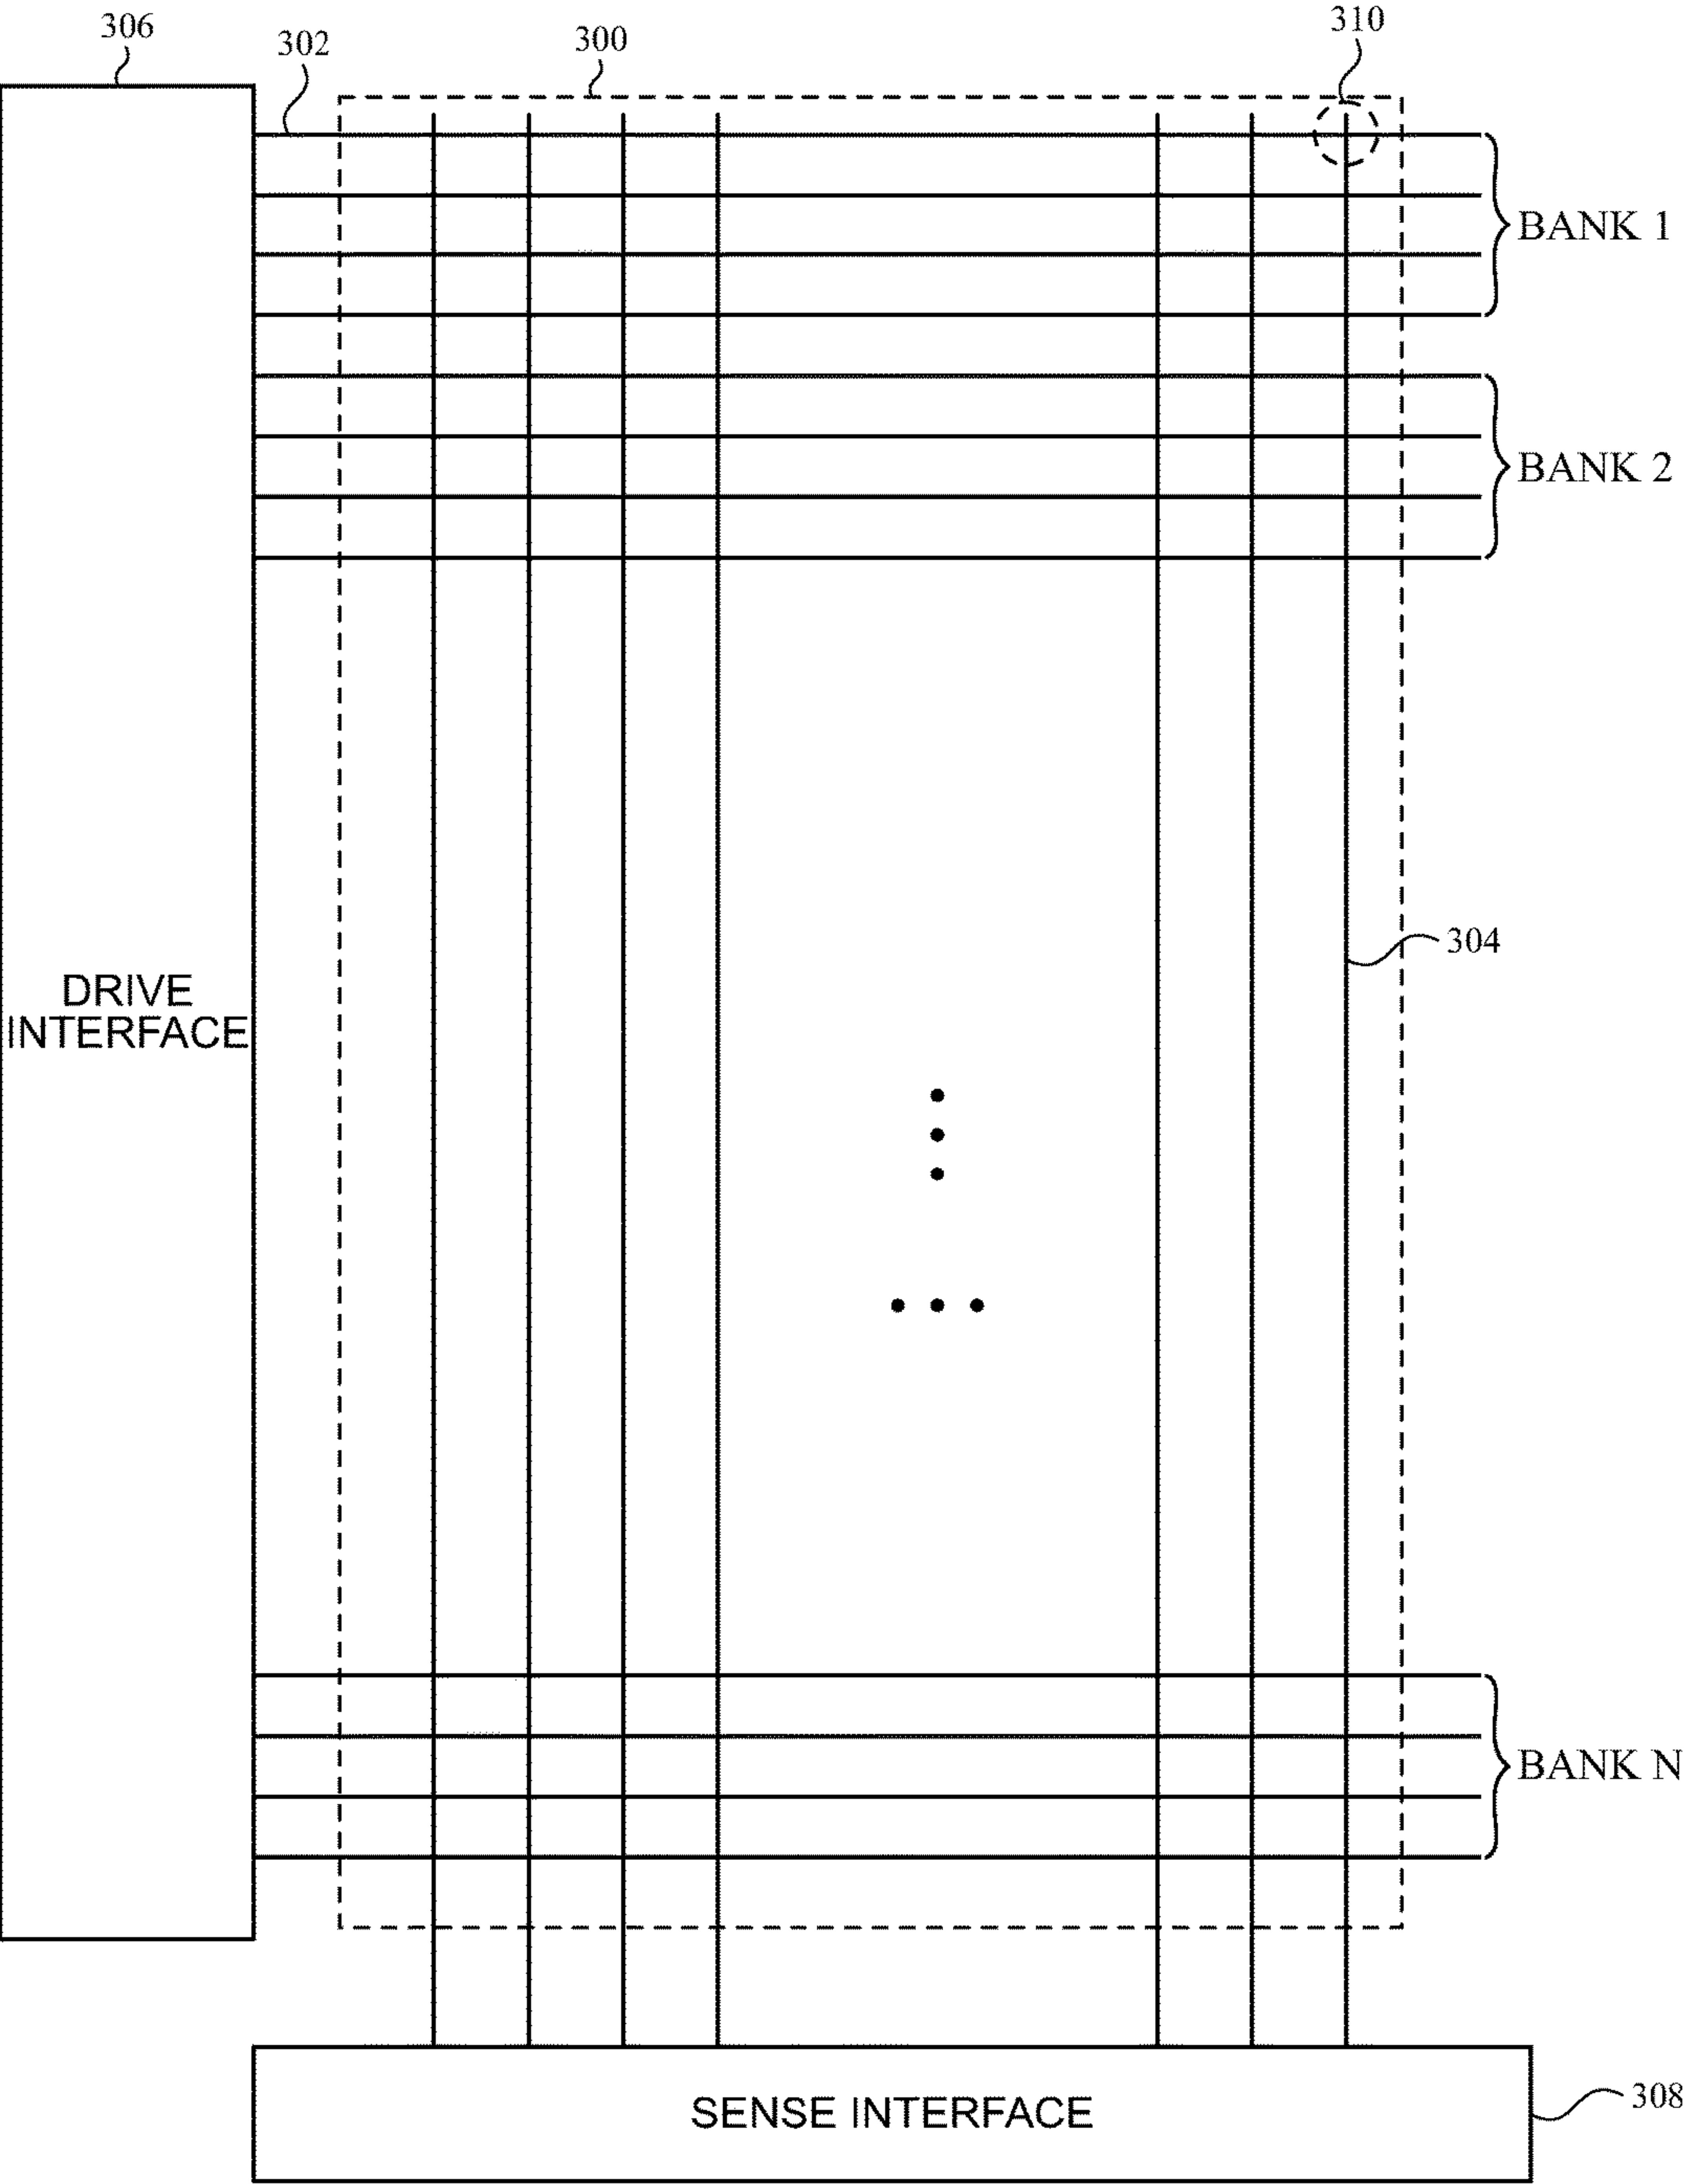 306
302
300
310
BANK 1
BANK 2
304
DRIVE
INTERFACE
BANK N
SENSE INTERFACE
308